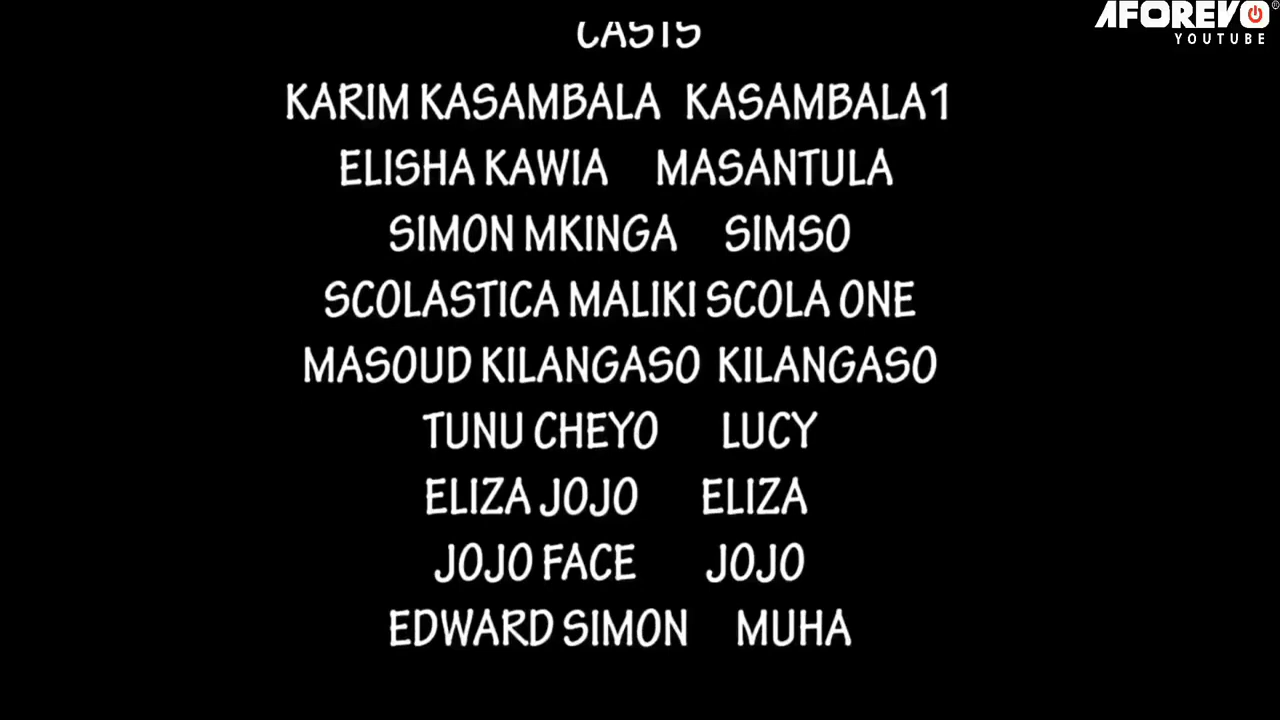 AFOREVO®
YOUTUBE
CASTS
KARIM KASAMBALA KASAMBALA1
ELISHA KAWIA MASANTULA
SIMON MKINGA SIMSO
SCOLASTICA MALIKI SCOLA ONE
MASOUD KILANGASO KILANGASO
TUNU CHEYO LUCY
ELIZA JOJO ELIZA
JOJO FACE JOJO
EDWARD SIMON MUHA